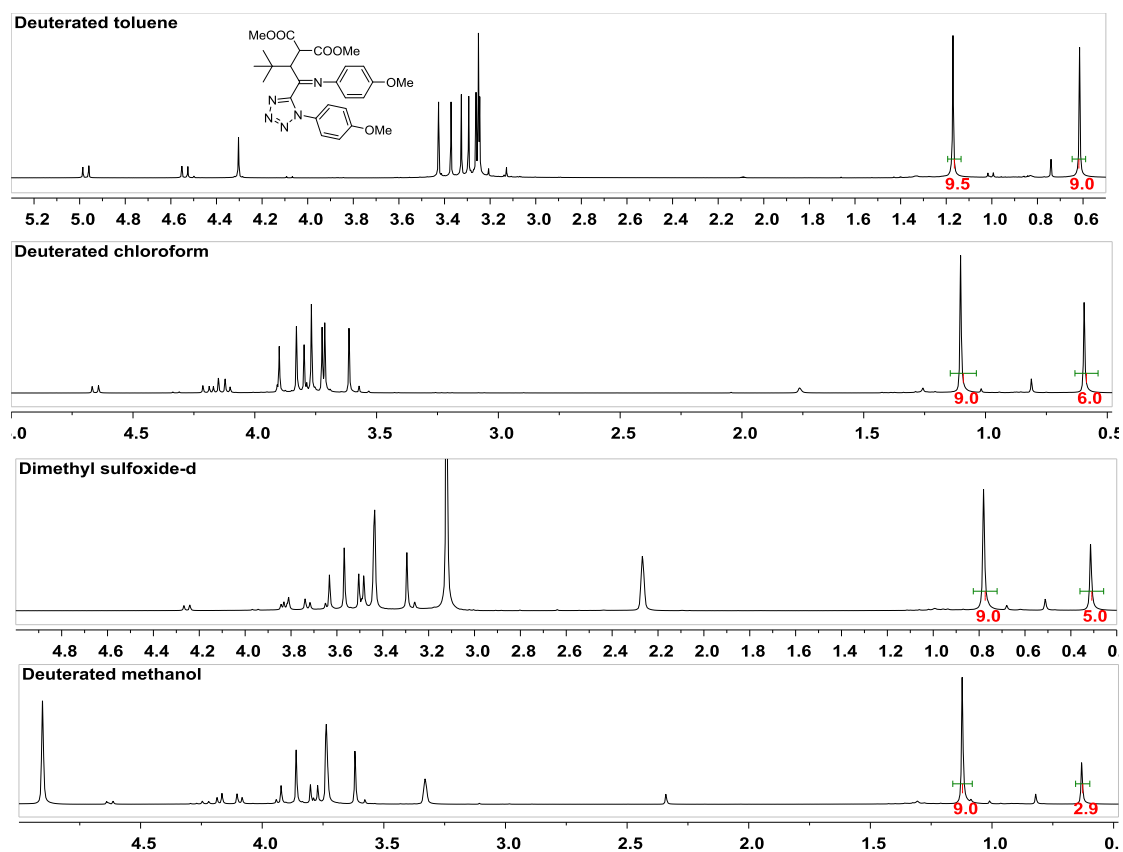 Deuterated toluene
MeOOC
COOMe
N
OMe
N
N
N
N
OMe
9.5
9.0
5.2 5.0 4.8 4.6 4.4 4.2 4.0 3.8 3.6 3.4 3.2 3.0 2.8 2.6 2.4 2.2 2.0 1.8 1.6 1.4 1.2 1.0 0.8 0.6
Deuterated chloroform
9.0
6.0
.0 4.5 4.0 3.5 3.0 2.5 2.0 1.5 1.0 0.5
Dimethyl sulfoxide-d
9.0
5.0
4.8 4.6 4.4 4.2 4.0 3.8 3.6 3.4 3.2 3.0 2.8 2.6 2.4 2.2 2.0 1.8 1.6 1.4 1.2 1.0 0.8 0.6 0.4 0.
Deuterated methanol
9.0
2.9
4.5 4.0 3.5 3.0 2.5 2.0 1.5 1.0 0.